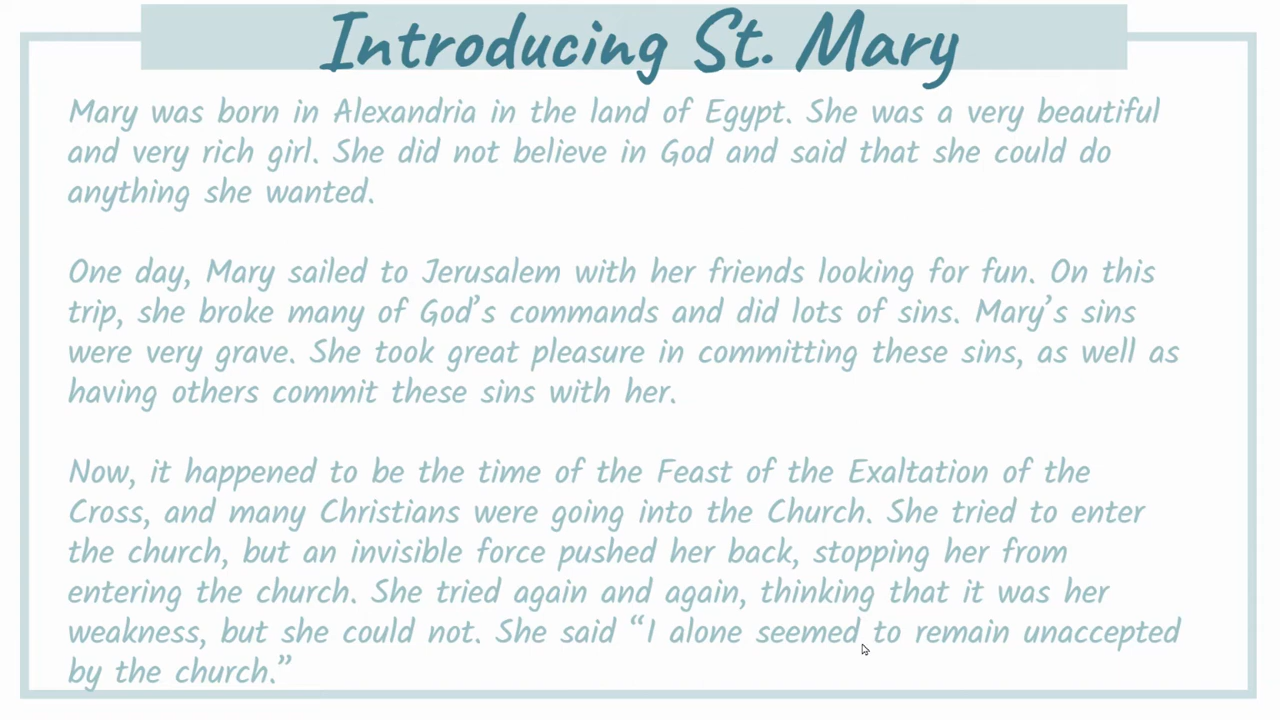 Introducing St. Mary
Mary was born in Alexandria in the land of Egypt. She was a very beautiful
and very rich girl. She did not believe in God and said that she could do
anything she wanted.
One day, Mary sailed to Jerusalem with her friends looking for fun. On this
trip, she broke many of God’s commands and did lots of sins. Mary’s sins
were very grave. She took great pleasure in committing these sins, as well as
having others commit these sins with her.
Now, it happened to be the time of the Feast of the Exaltation of the
Cross, and many Christians were going into the Church. She tried to enter
the church, but an invisible force pushed her back, stopping her from
entering the church. She tried again and again, thinking that it was her
weakness, but she could not. She said “I alone seemed to remain unaccepted
by the church.”